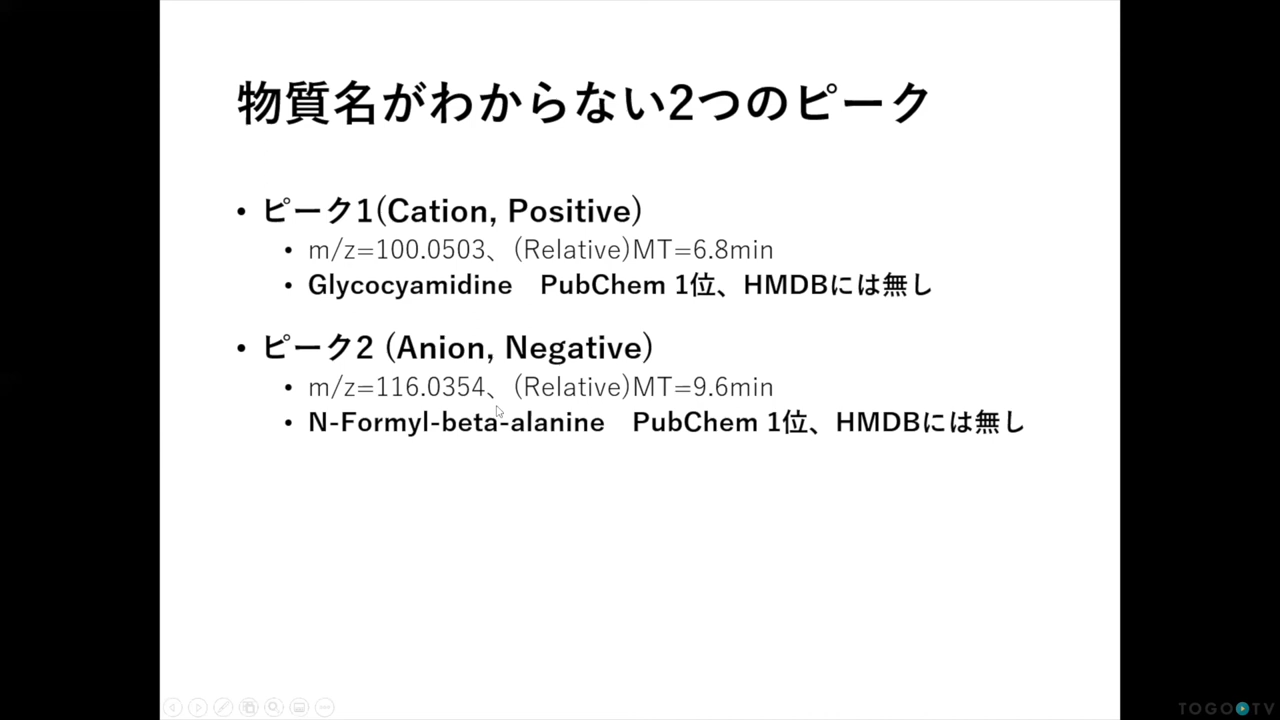 物質名がわからない2つのピーク
• ピーク1(Cation, Positive)
• m/z=100.0503、(Relative)MT=6.8min
• Glycocyamidine　PubChem 1位、HMDBには無し
• ピーク2 (Anion, Negative)
• m/z=116.0354、(Relative)MT=9.6min
• N-Formyl-beta-alanine　PubChem 1位、HMDBには無し
TOGO TV